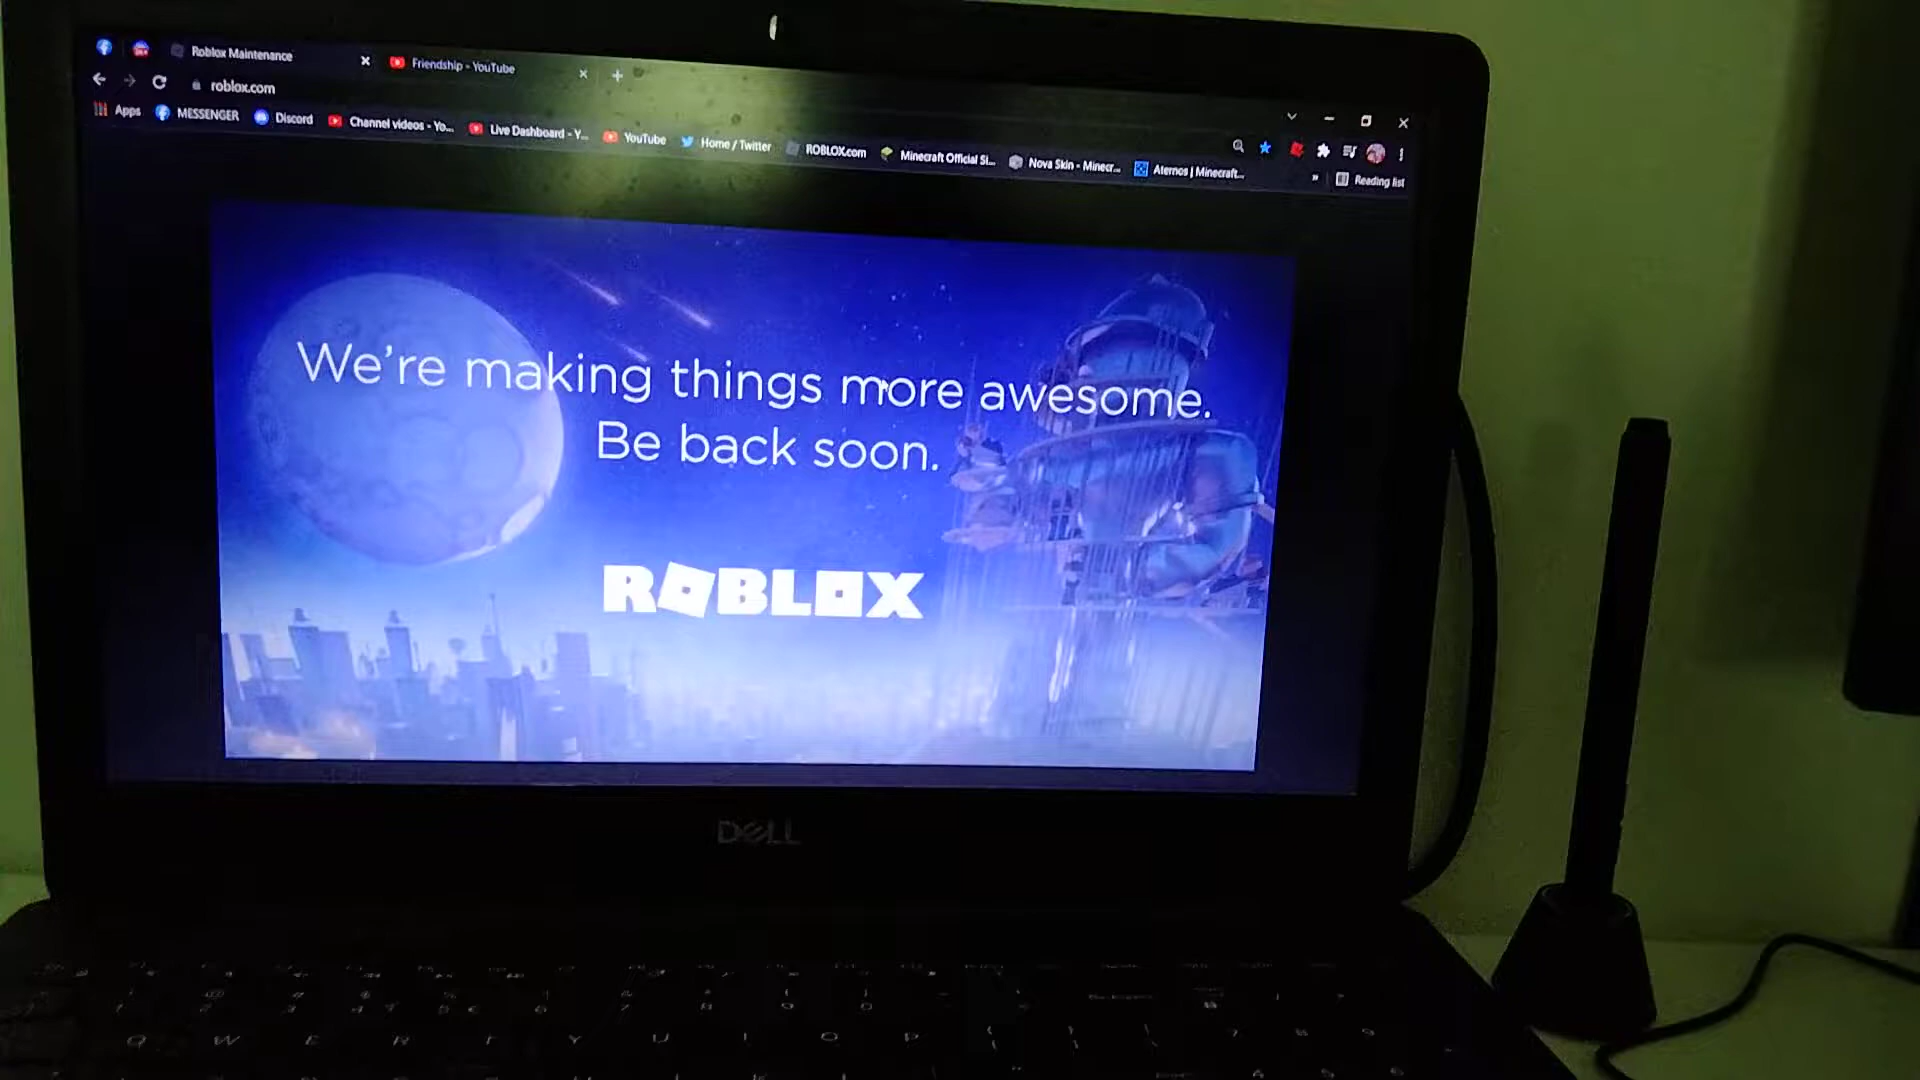 Roblox Maintenance
Friendship - YouTube
roblox.com
Apps
MESSENGER
Discord
Channel videos - Yo...
Live Dashboard - Y...
YouTube
Home / Twitter
ROBLOX.com
Minecraft Official Si...
Nova Skin - Minecr...
Aternos | Minecraft...
Reading list
We're making things more awesome.
Be back soon.
ROBLOX
DELL
Q W E R Y U I O P